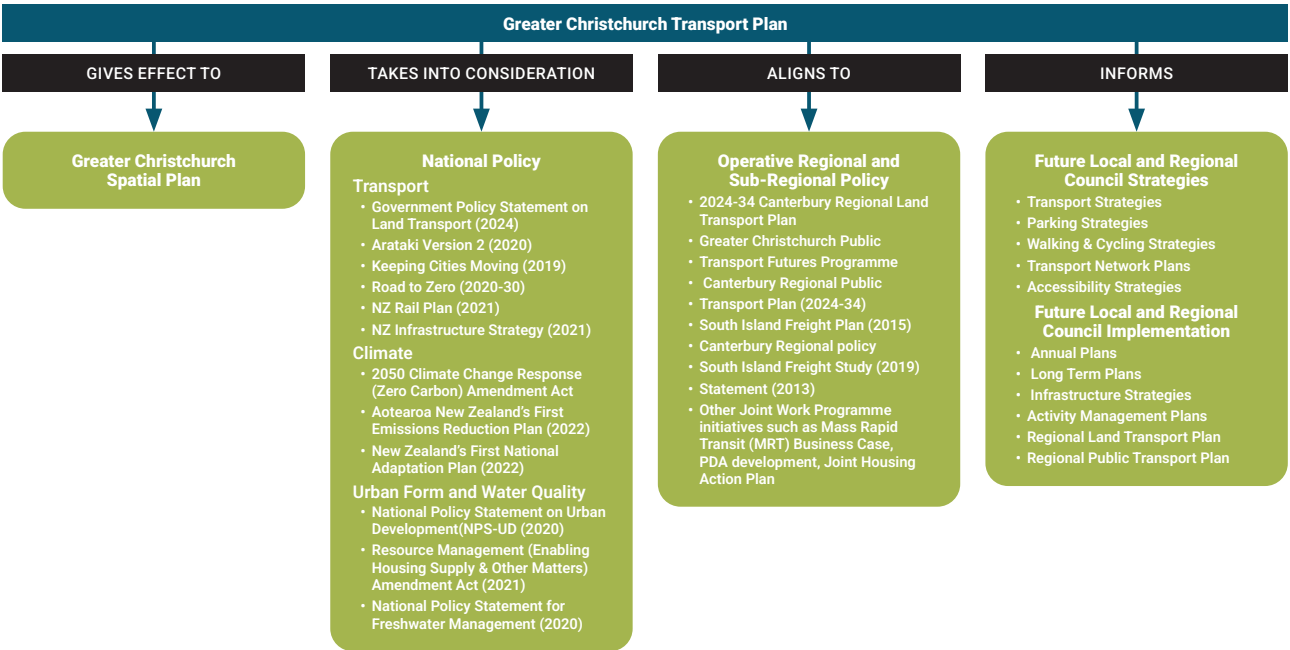 Greater Christchurch Transport Plan
GIVES EFFECT TO
Greater Christchurch
Spatial Plan
TAKES INTO CONSIDERATION
National Policy
Transport
• Government Policy Statement on
Land Transport (2024)
• Arataki Version 2 (2020)
• Keeping Cities Moving (2019)
• Road to Zero (2020-30)
• NZ Rail Plan (2021)
• NZ Infrastructure Strategy (2021)
Climate
• 2050 Climate Change Response
(Zero Carbon) Amendment Act
• Aotearoa New Zealand’s First
Emissions Reduction Plan (2022)
• New Zealand’s First National
Adaptation Plan (2022)
Urban Form and Water Quality
• National Policy Statement on Urban
Development(NPS-UD (2020)
• Resource Management (Enabling
Housing Supply & Other Matters)
Amendment Act (2021)
• National Policy Statement for
Freshwater Management (2020)
ALIGNS TO
Operative Regional and
Sub-Regional Policy
• 2024-34 Canterbury Regional Land
Transport Plan
• Greater Christchurch Public
• Transport Futures Programme
• Canterbury Regional Public
• Transport Plan (2024-34)
• South Island Freight Plan (2015)
• Canterbury Regional policy
• South Island Freight Study (2019)
• Statement (2013)
• Other Joint Work Programme
initiatives such as Mass Rapid
Transit (MRT) Business Case,
PDA development, Joint Housing
Action Plan
INFORMS
Future Local and Regional
Council Strategies
• Transport Strategies
• Parking Strategies
• Walking & Cycling Strategies
• Transport Network Plans
• Accessibility Strategies
Future Local and Regional
Council Implementation
• Annual Plans
• Long Term Plans
• Infrastructure Strategies
• Activity Management Plans
• Regional Land Transport Plan
• Regional Public Transport Plan